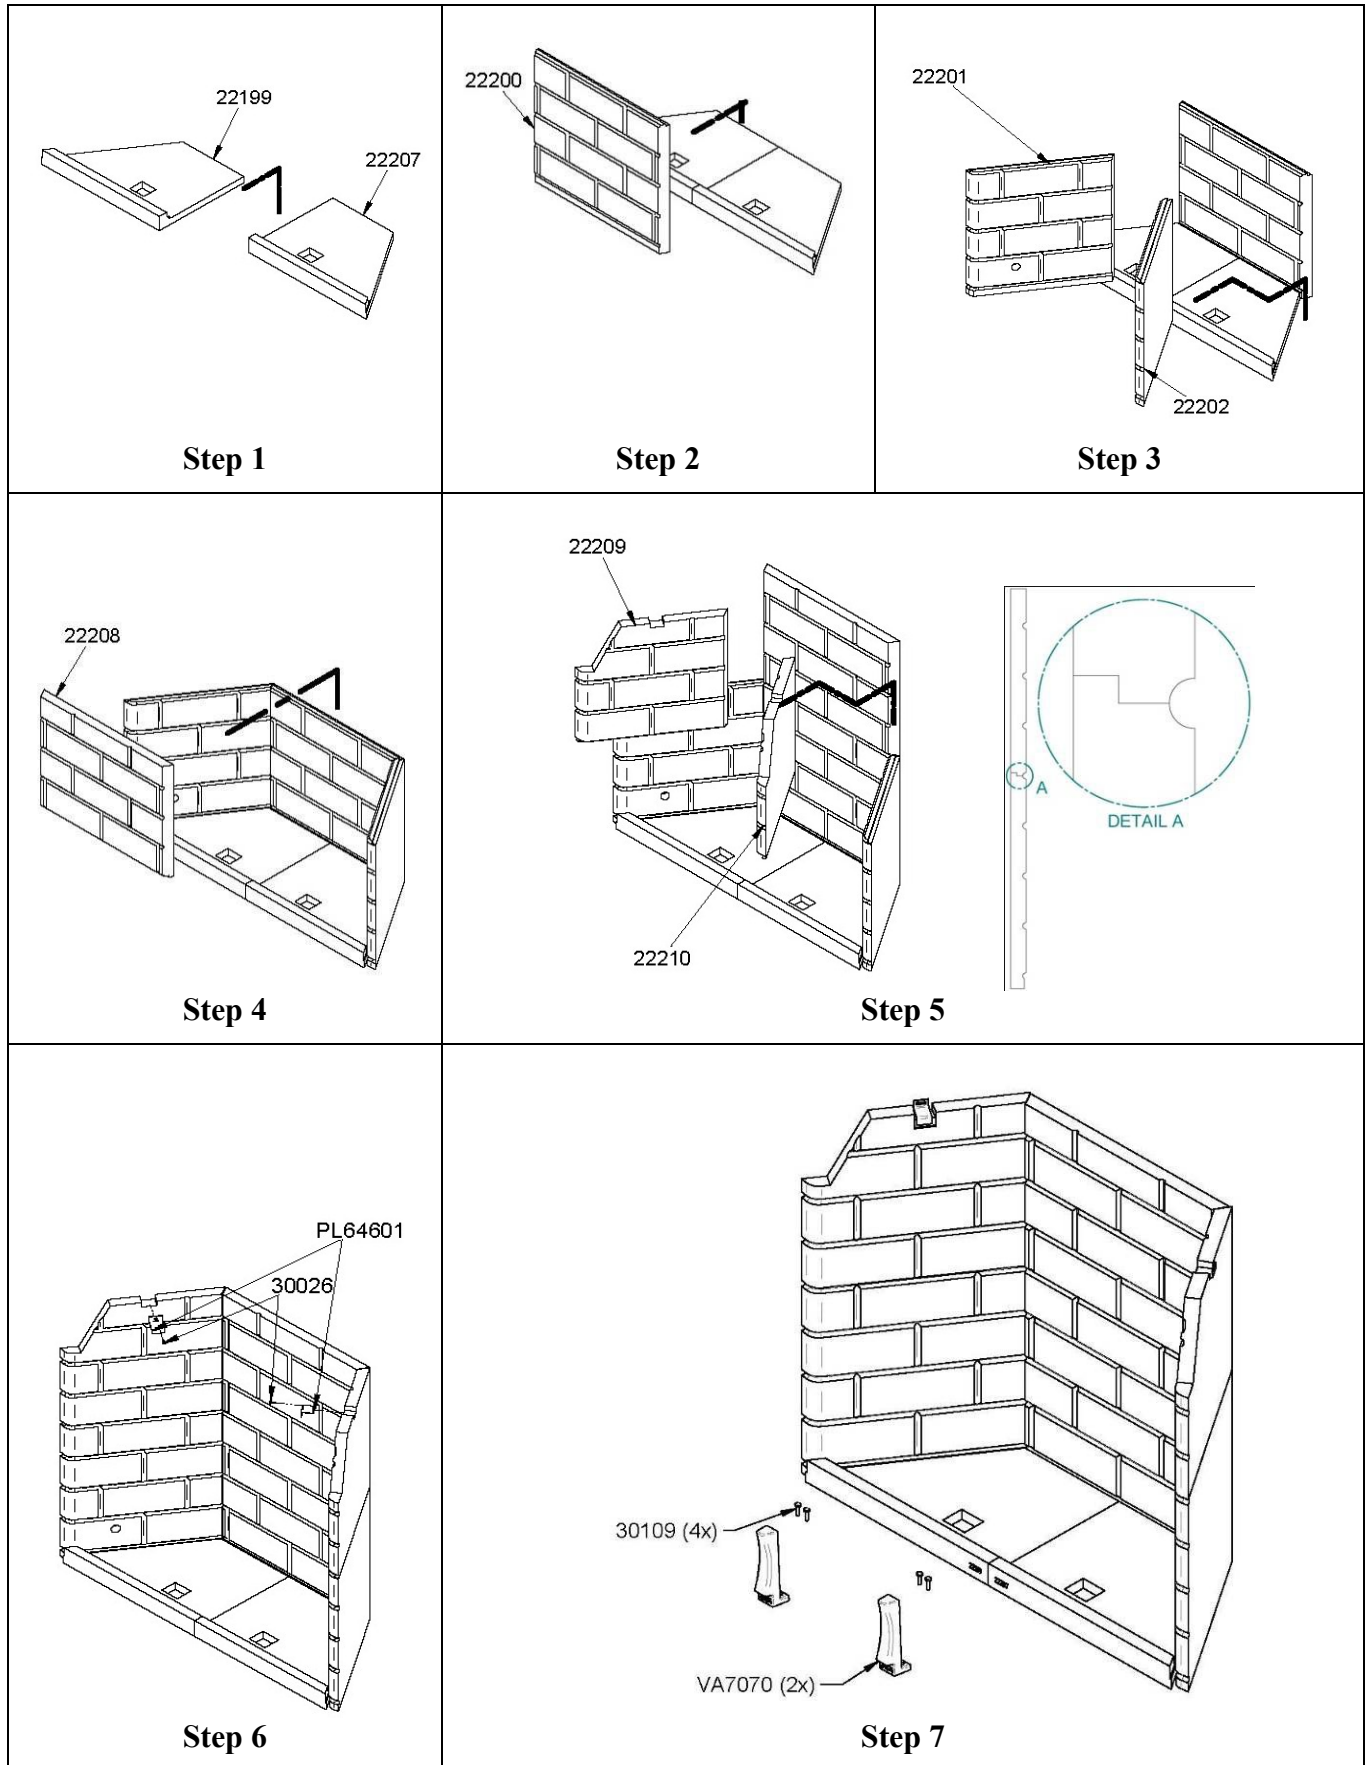 22199
22207
Step 1
22200
Step 2
22201
22202
Step 3
22208
Step 4
22209
22210
A
DETAIL A
Step 5
PL64601
30026
Step 6
30109 (4x)
VA7070 (2x)
Step 7